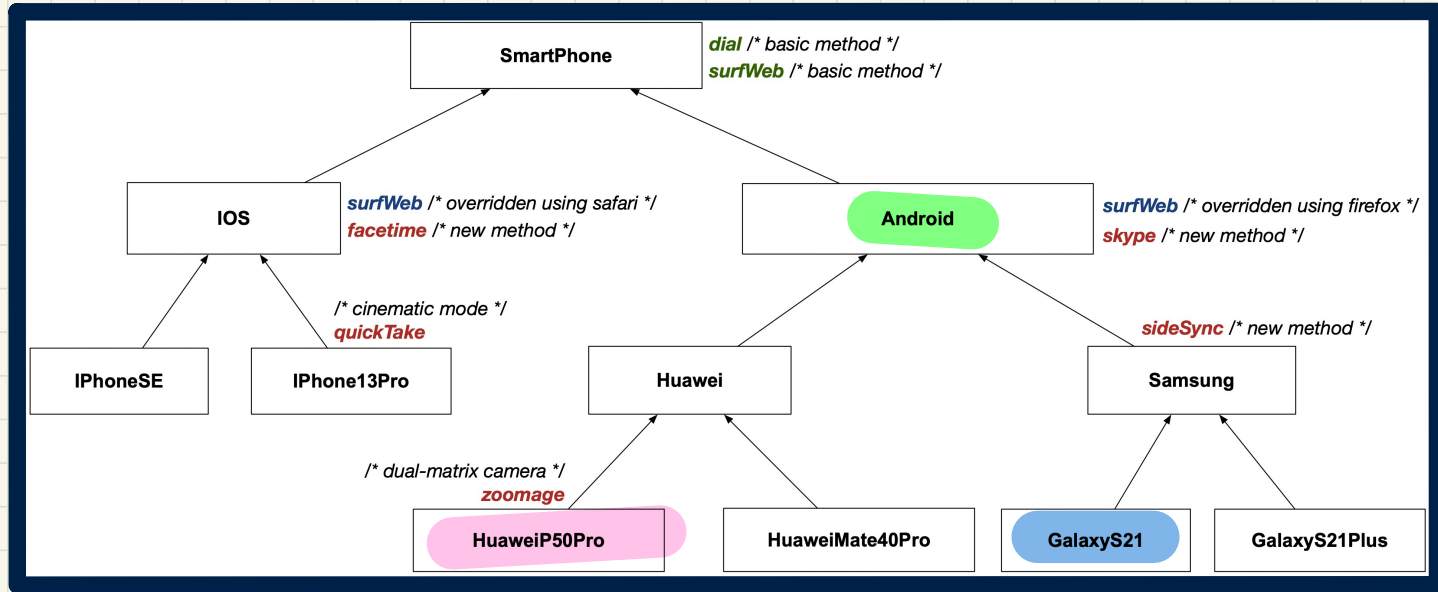 SmartPhone
dial /* basic method */
surfWeb /* basic method */
IOS
surfWeb /* overridden using safari */
facetime /* new method */
Android
surfWeb /* overridden using firefox */
skype /* new method */
/* cinematic mode */
quickTake
sideSync /* new method */
IPhoneSE
IPhone13Pro
Huawei
Samsung
/* dual-matrix camera */
zoomage
HuaweiP50Pro
HuaweiMate40Pro
GalaxyS21
GalaxyS21Plus